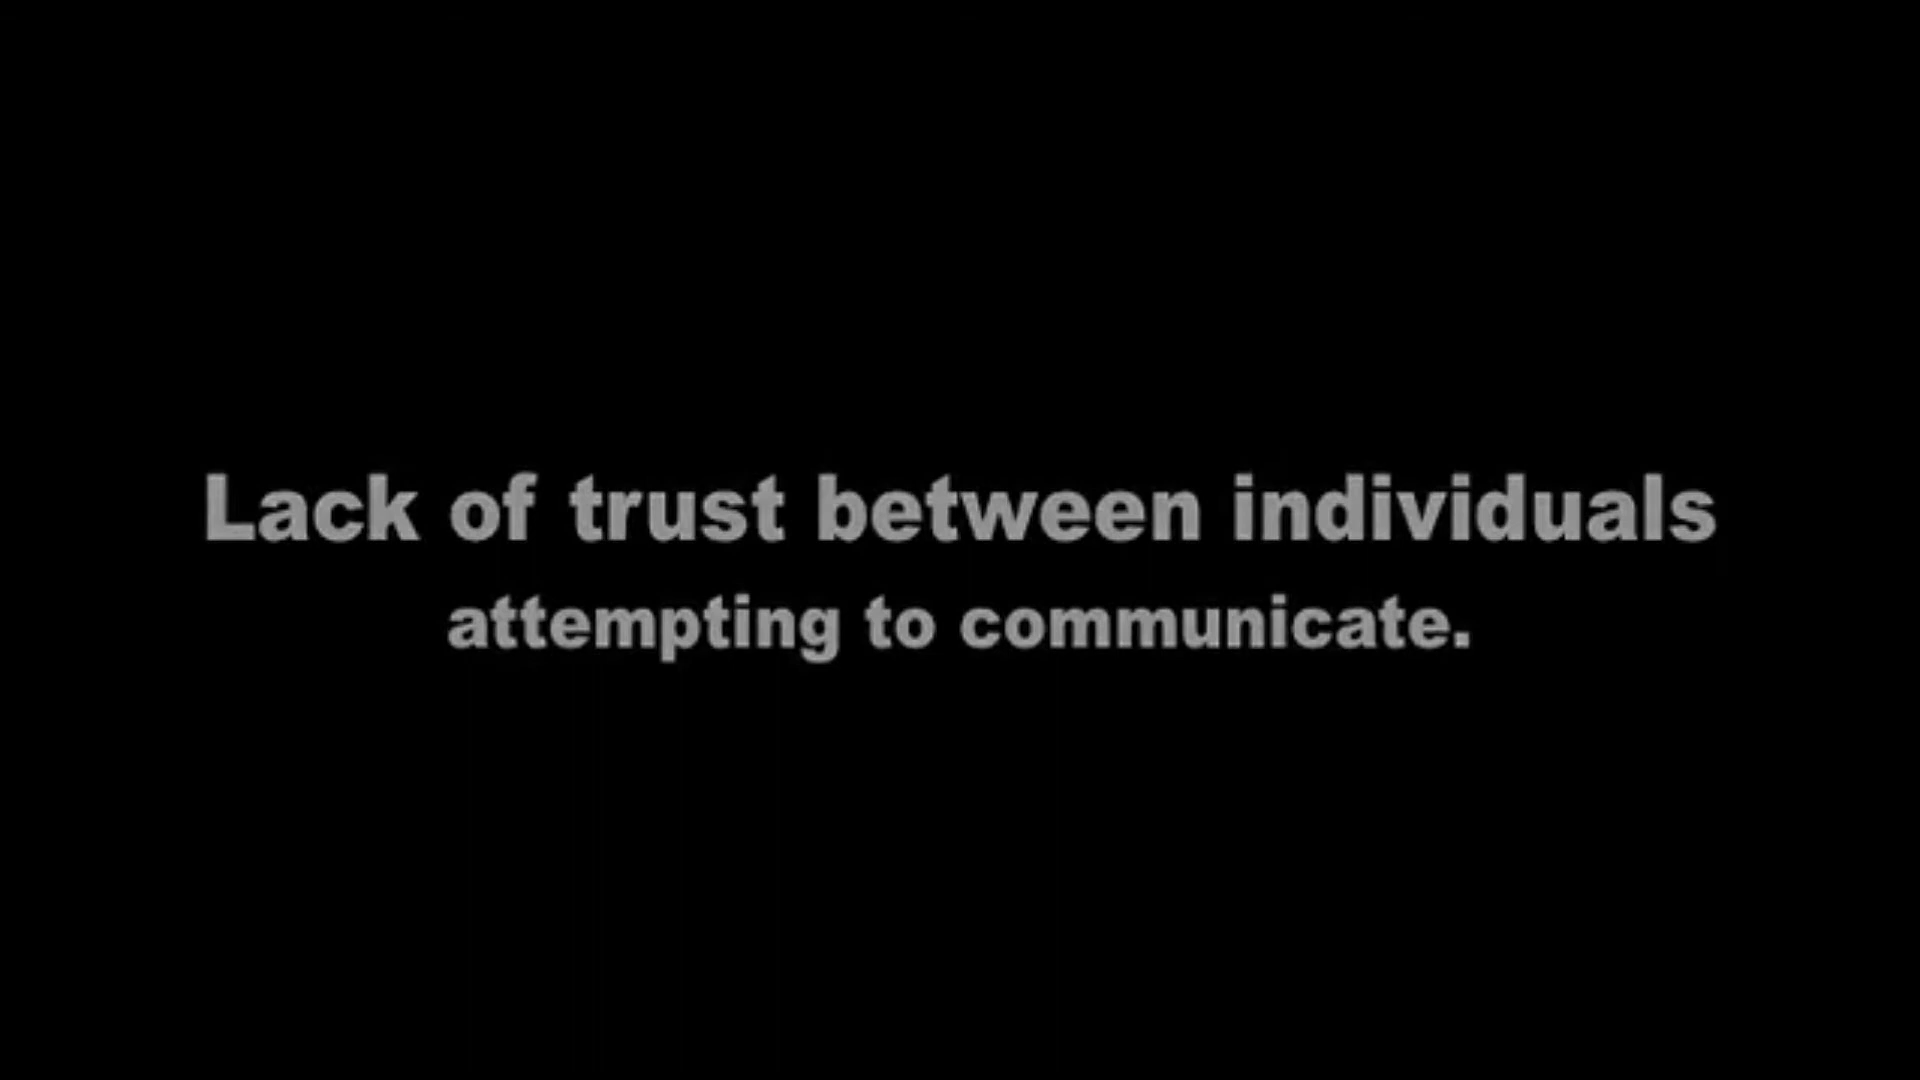 Lack of trust between individuals
attempting to communicate.